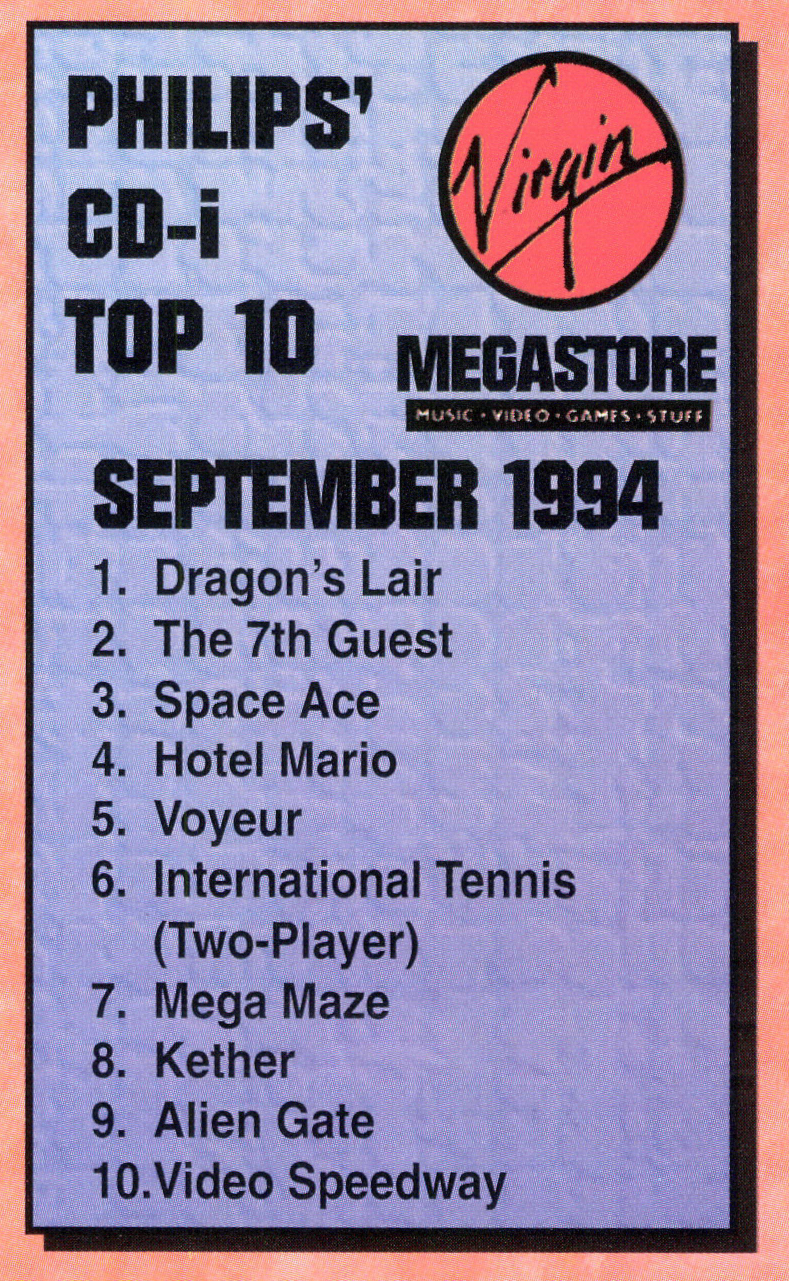 PHILIPS'
CD-i
TOP 10
Virgin
MEGASTORE
MUSIC · VIDEO · GAMES · STUFF
SEPTEMBER 1994
1. Dragon's Lair
2. The 7th Guest
3. Space Ace
4. Hotel Mario
5. Voyeur
6. International Tennis
(Two-Player)
7. Mega Maze
8. Kether
9. Alien Gate
10.Video Speedway